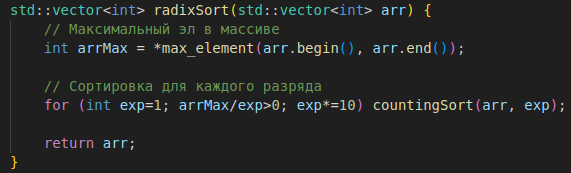 std::vector<int> radixSort(std::vector<int> arr) {
    // Максимальный эл в массиве
    int arrMax = *max_element(arr.begin(), arr.end());

    // Сортировка для каждого разряда
    for (int exp=1; arrMax/exp>0; exp*=10) countingSort(arr, exp);

    return arr;
}